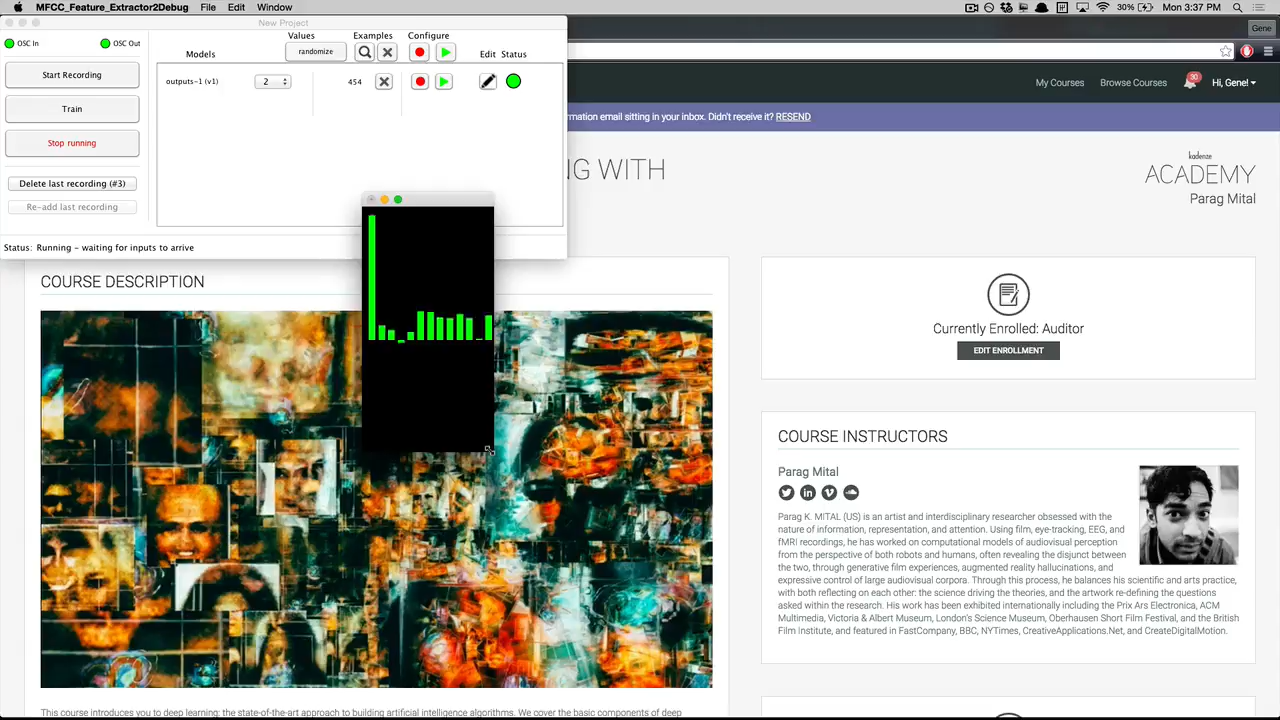 MFCC_Feature_Extractor2Debug File Edit Window
30% Mon 3:37 PM
New Project
Gene
OSC In OSC Out
Values Examples Configure
Models randomize Edit Status
Start Recording
outputs-1 (v1) 2 454
Train
Stop running
Delete last recording (#3)
Re-add last recording
Status: Running - waiting for inputs to arrive
My Courses Browse Courses 30 Hi, Gene!
rmation email sitting in your inbox. Didn't receive it? RESEND
NG WITH
kadenze
ACADEMY
Parag Mital
COURSE DESCRIPTION
Currently Enrolled: Auditor
EDIT ENROLLMENT
COURSE INSTRUCTORS
Parag Mital
Parag K. MITAL (US) is an artist and interdisciplinary researcher obsessed with the
nature of information, representation, and attention. Using film, eye-tracking, EEG, and
fMRI recordings, he has worked on computational models of audiovisual perception
from the perspective of both robots and humans, often revealing the disjunct between
the two, through generative film experiences, augmented reality hallucinations, and
expressive control of large audiovisual corpora. Through this process, he balances his scientific and arts practice,
with both reflecting on each other: the science driving the theories, and the artwork re-defining the questions
asked within the research. His work has been exhibited internationally including the Prix Ars Electronica, ACM
Multimedia, Victoria & Albert Museum, London's Science Museum, Oberhausen Short Film Festival, and the British
Film Institute, and featured in FastCompany, BBC, NYTimes, CreativeApplications.Net, and CreateDigitalMotion.
This course introduces you to deep learning: the state-of-the-art approach to building artificial intelligence algorithms. We cover the basic components of deep